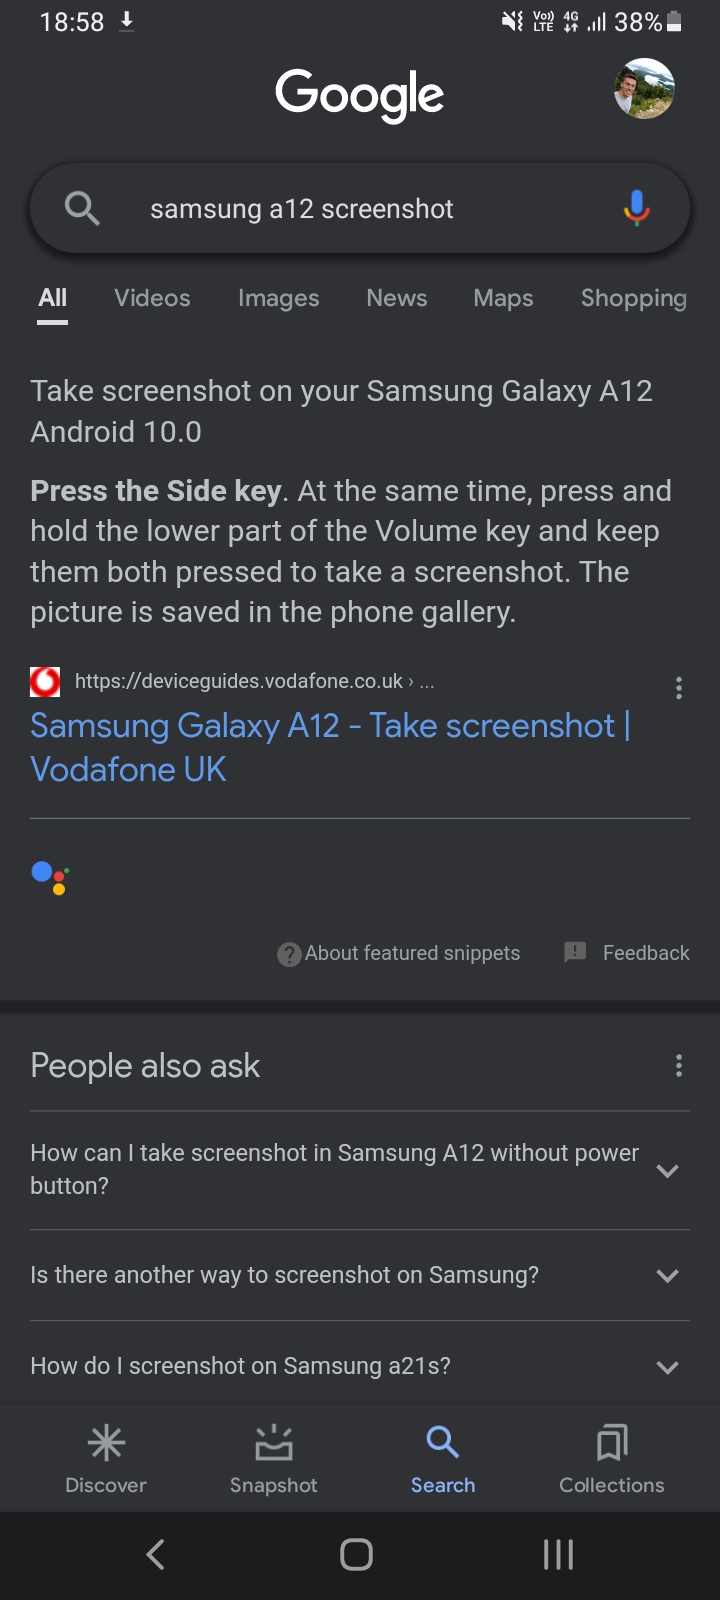 18:58 Vo)) LTE 4G 38%
Google
samsung a12 screenshot
All Videos Images News Maps Shopping
Take screenshot on your Samsung Galaxy A12
Android 10.0
Press the Side key. At the same time, press and
hold the lower part of the Volume key and keep
them both pressed to take a screenshot. The
picture is saved in the phone gallery.
https://deviceguides.vodafone.co.uk › ...
Samsung Galaxy A12 - Take screenshot |
Vodafone UK
About featured snippets Feedback
People also ask
How can I take screenshot in Samsung A12 without power
button?
Is there another way to screenshot on Samsung?
How do I screenshot on Samsung a21s?
Discover Snapshot Search Collections